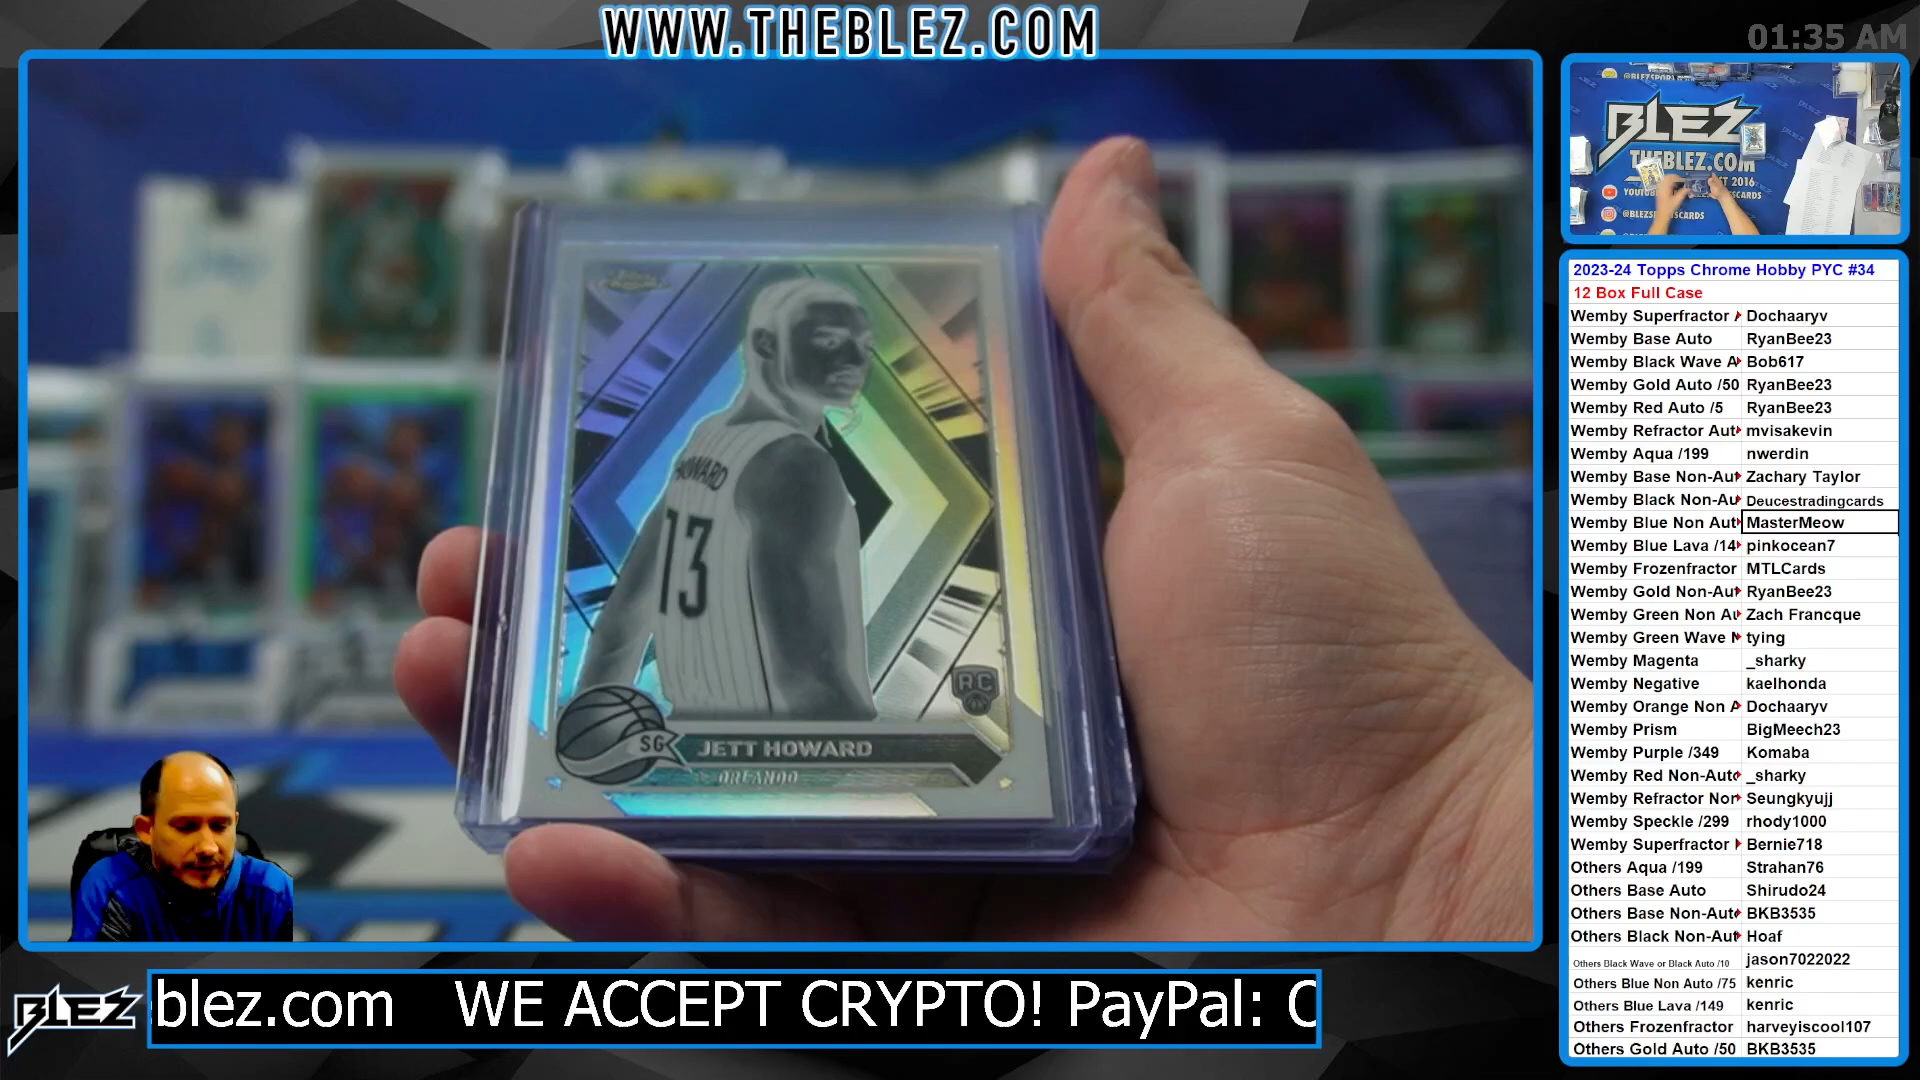 WWW.THEBLEZ.COM
01:35 AM
BLEZ
THEBLEZ.COM
2023-24 Topps Chrome Hobby PYC #34
12 Box Full Case
Wemby Superfractor A Dochaaryv
Wemby Base Auto RyanBee23
Wemby Black Wave A Bob617
Wemby Gold Auto /50 RyanBee23
Wemby Red Auto /5 RyanBee23
Wemby Refractor Aut mvisakevin
Wemby Aqua /199 nwerdin
Wemby Base Non-Aut Zachary Taylor
Wemby Black Non-Au Deucestradingcards
Wemby Blue Non Aut MasterMeow
Wemby Blue Lava /14 pinkocean7
Wemby Frozenfractor MTLCards
Wemby Gold Non-Aut RyanBee23
Wemby Green Non Au Zach Francque
Wemby Green Wave N tying
Wemby Magenta _sharky
Wemby Negative kaelhonda
Wemby Orange Non A Dochaaryv
Wemby Prism BigMeech23
Wemby Purple /349 Komaba
Wemby Red Non-Auto _sharky
Wemby Refractor Non Seungkyujj
Wemby Speckle /299 rhody1000
Wemby Superfractor N Bernie718
Others Aqua /199 Strahan76
Others Base Auto Shirudo24
Others Base Non-Auto BKB3535
Others Black Non-Aut Hoaf
Others Black Wave or Black Auto /10 jason7022022
Others Blue Non Auto /75 kenric
Others Blue Lava /149 kenric
Others Frozenfractor harveyiscool107
Others Gold Auto /50 BKB3535
HOWARD
13
RC
SG
JETT HOWARD
ORLANDO
BLEZ
blez.com WE ACCEPT CRYPTO! PayPal: